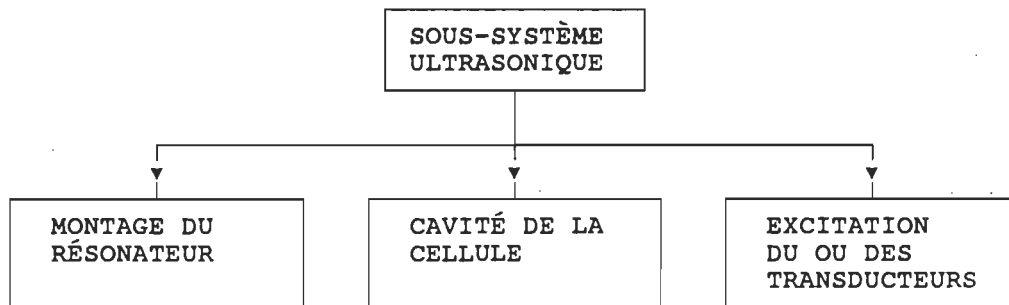 SOUS-SYSTÈME
ULTRASONIQUE
MONTAGE DU
RÉSONATEUR
CAVITÉ DE LA
CELLULE
EXCITATION
DU OU DES
TRANSDUCTEURS